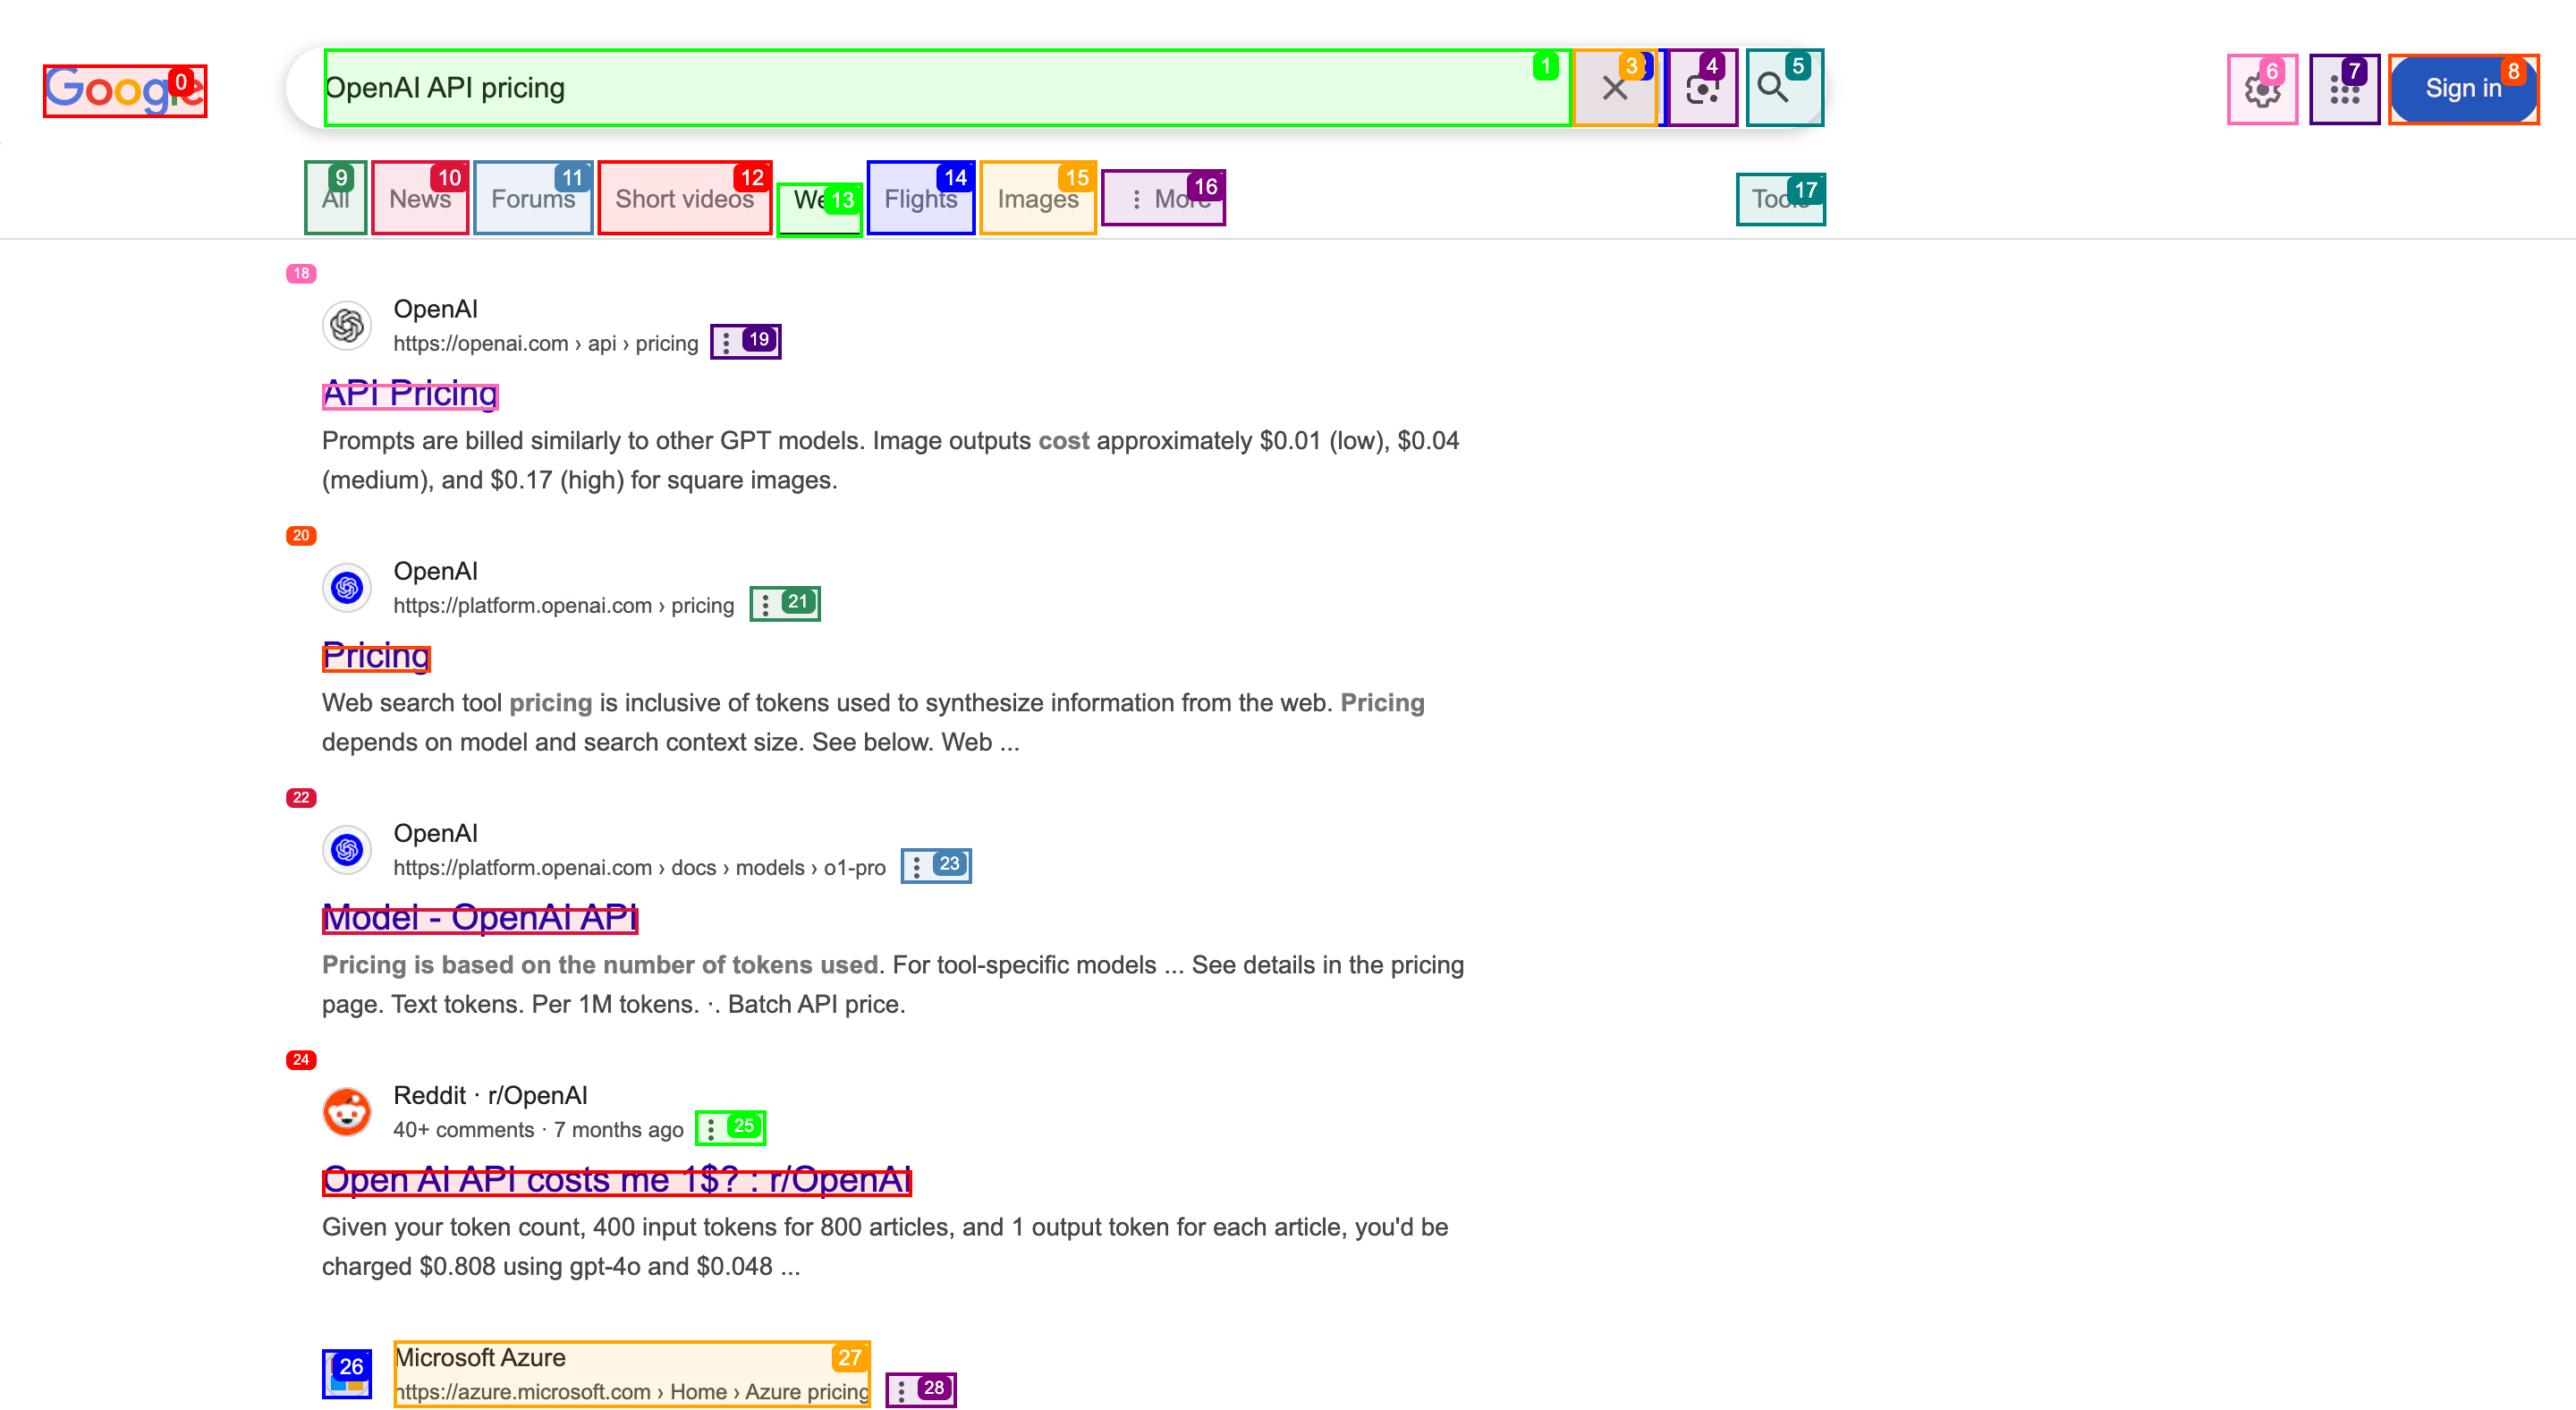 Google 0
OpenAI API pricing 1 3 4 5
6 7 Sign in 8
All 9 News 10 Forums 11 Short videos 12 We 13 Flights 14 Images 15 More 16 Tools 17
18
OpenAI
https://openai.com › api › pricing 19
API Pricing
Prompts are billed similarly to other GPT models. Image outputs cost approximately $0.01 (low), $0.04
(medium), and $0.17 (high) for square images.
20
OpenAI
https://platform.openai.com › pricing 21
Pricing
Web search tool pricing is inclusive of tokens used to synthesize information from the web. Pricing
depends on model and search context size. See below. Web ...
22
OpenAI
https://platform.openai.com › docs › models › o1-pro 23
Model - OpenAI API
Pricing is based on the number of tokens used. For tool-specific models ... See details in the pricing
page. Text tokens. Per 1M tokens. ·. Batch API price.
24
Reddit · r/OpenAI
40+ comments · 7 months ago 25
Open AI API costs me 1$? : r/OpenAI
Given your token count, 400 input tokens for 800 articles, and 1 output token for each article, you'd be
charged $0.808 using gpt-4o and $0.048 ...
26 Microsoft Azure 27
https://azure.microsoft.com › Home › Azure pricing 28